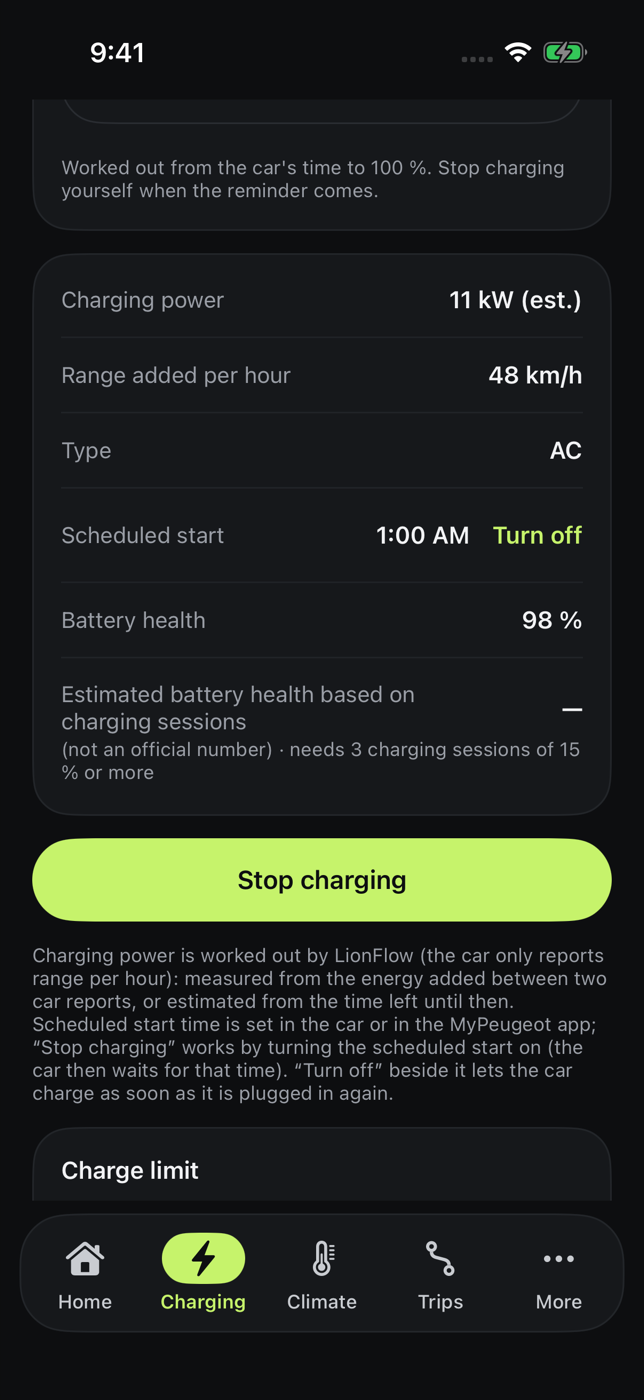 9:41
Worked out from the car's time to 100 %. Stop charging
yourself when the reminder comes.
Charging power 11 kW (est.)
Range added per hour 48 km/h
Type AC
Scheduled start 1:00 AM Turn off
Battery health 98 %
Estimated battery health based on
charging sessions —
(not an official number) · needs 3 charging sessions of 15
% or more
Stop charging
Charging power is worked out by LionFlow (the car only reports
range per hour): measured from the energy added between two
car reports, or estimated from the time left until then.
Scheduled start time is set in the car or in the MyPeugeot app;
“Stop charging” works by turning the scheduled start on (the
car then waits for that time). “Turn off” beside it lets the car
charge as soon as it is plugged in again.
Charge limit
Home Charging Climate Trips More